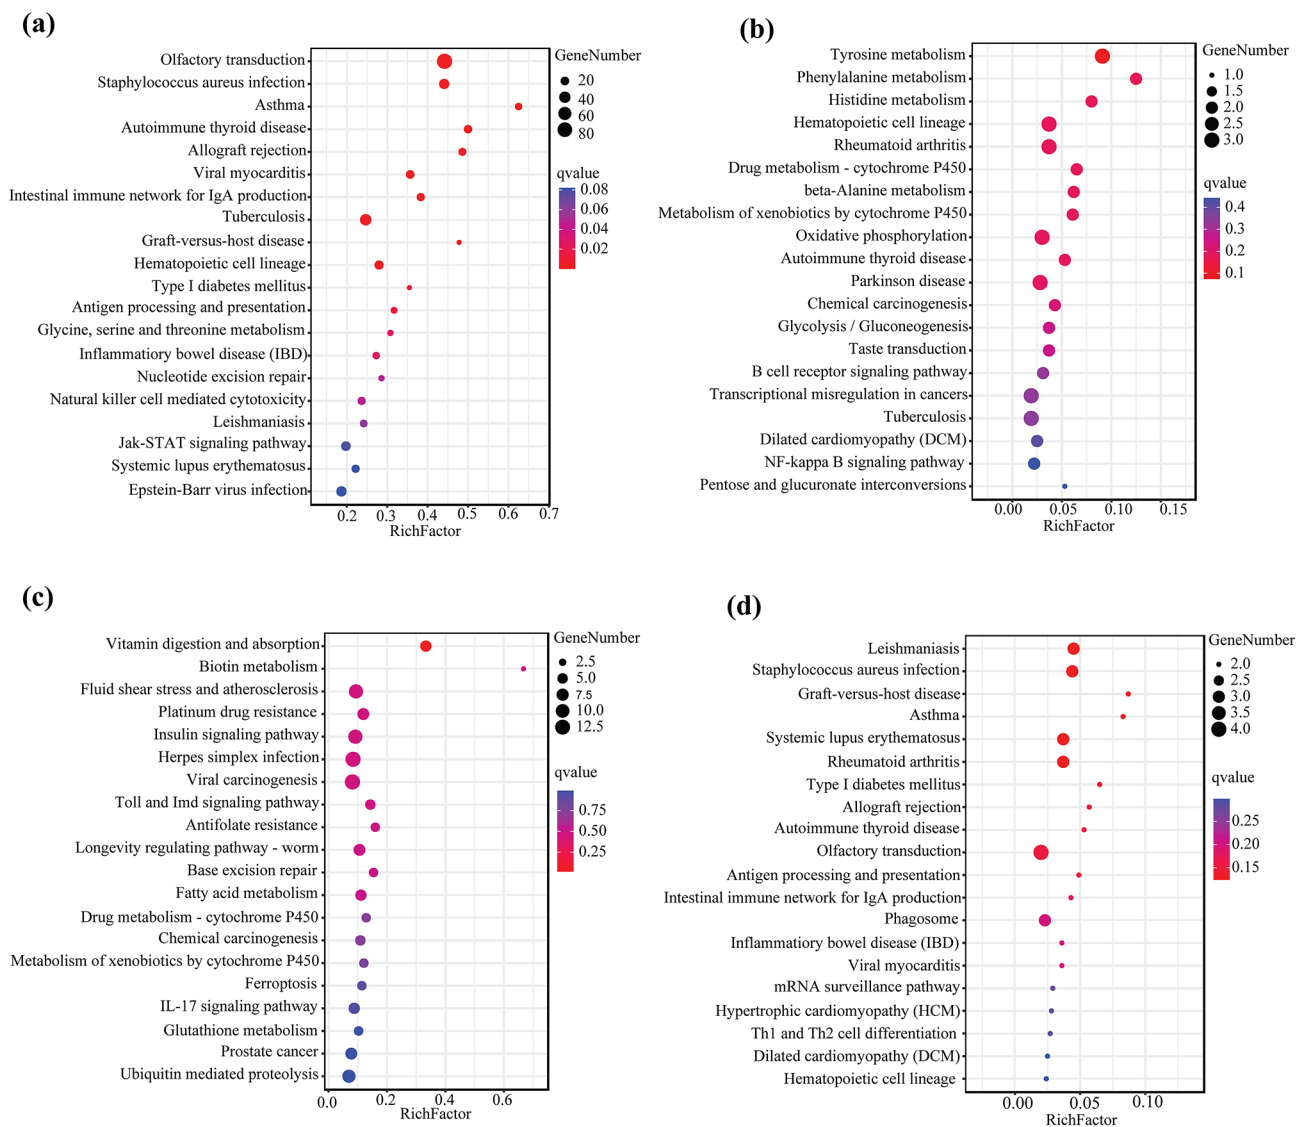 (a)
Olfactory transduction
Staphylococcus aureus infection
Asthma
Autoimmune thyroid disease
Allograft rejection
Viral myocarditis
Intestinal immune network for IgA production
Tuberculosis
Graft-versus-host disease
Hematopoietic cell lineage
Type I diabetes mellitus
Antigen processing and presentation
Glycine, serine and threonine metabolism
Inflammatiory bowel disease (IBD)
Nucleotide excision repair
Natural killer cell mediated cytotoxicity
Leishmaniasis
Jak-STAT signaling pathway
Systemic lupus erythematosus
Epstein-Barr virus infection
0.2 0.3 0.4 0.5 0.6 0.7
RichFactor
GeneNumber
20
40
60
80
qvalue
0.08
0.06
0.04
0.02
(b)
Tyrosine metabolism
Phenylalanine metabolism
Histidine metabolism
Hematopoietic cell lineage
Rheumatoid arthritis
Drug metabolism - cytochrome P450
beta-Alanine metabolism
Metabolism of xenobiotics by cytochrome P450
Oxidative phosphorylation
Autoimmune thyroid disease
Parkinson disease
Chemical carcinogenesis
Glycolysis / Gluconeogenesis
Taste transduction
B cell receptor signaling pathway
Transcriptional misregulation in cancers
Tuberculosis
Dilated cardiomyopathy (DCM)
NF-kappa B signaling pathway
Pentose and glucuronate interconversions
0.00 0.05 0.10 0.15
RichFactor
GeneNumber
1.0
1.5
2.0
2.5
3.0
qvalue
0.4
0.3
0.2
0.1
(c)
Vitamin digestion and absorption
Biotin metabolism
Fluid shear stress and atherosclerosis
Platinum drug resistance
Insulin signaling pathway
Herpes simplex infection
Viral carcinogenesis
Toll and Imd signaling pathway
Antifolate resistance
Longevity regulating pathway - worm
Base excision repair
Fatty acid metabolism
Drug metabolism - cytochrome P450
Chemical carcinogenesis
Metabolism of xenobiotics by cytochrome P450
Ferroptosis
IL-17 signaling pathway
Glutathione metabolism
Prostate cancer
Ubiquitin mediated proteolysis
0.0 0.2 0.4 0.6
RichFactor
GeneNumber
2.5
5.0
7.5
10.0
12.5
qvalue
0.75
0.50
0.25
(d)
Leishmaniasis
Staphylococcus aureus infection
Graft-versus-host disease
Asthma
Systemic lupus erythematosus
Rheumatoid arthritis
Type I diabetes mellitus
Allograft rejection
Autoimmune thyroid disease
Olfactory transduction
Antigen processing and presentation
Intestinal immune network for IgA production
Phagosome
Inflammatiory bowel disease (IBD)
Viral myocarditis
mRNA surveillance pathway
Hypertrophic cardiomyopathy (HCM)
Th1 and Th2 cell differentiation
Dilated cardiomyopathy (DCM)
Hematopoietic cell lineage
0.00 0.05 0.10
RichFactor
GeneNumber
2.0
2.5
3.0
3.5
4.0
qvalue
0.25
0.20
0.15